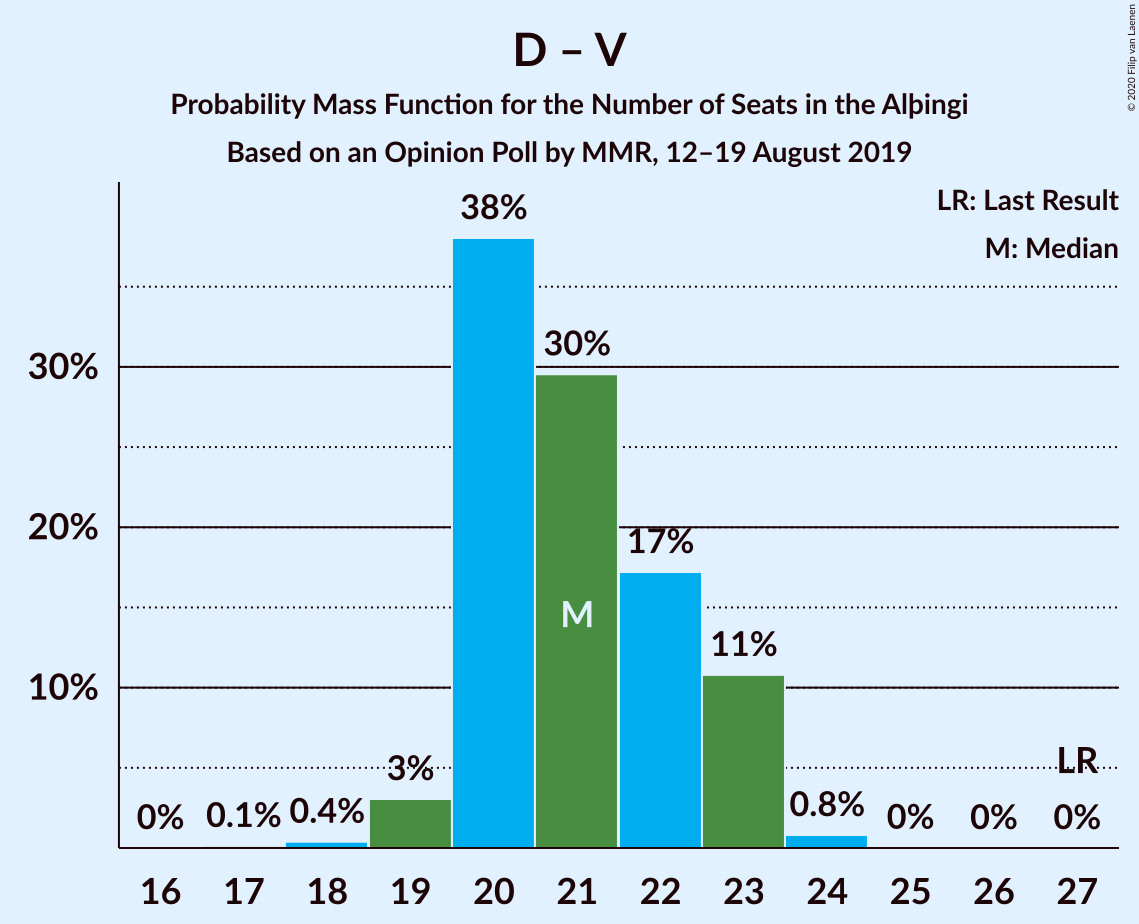 D – V
Probability Mass Function for the Number of Seats in the Alþingi
Based on an Opinion Poll by MMR, 12–19 August 2019
© 2020 Filip van Laenen
LR: Last Result
M: Median
38%
30%
30%
20%
17%
M
11%
10%
LR
3%
0%
0.1%
0.4%
0.8%
0%
0%
0%
16 17 18 19 20 21 22 23 24 25 26 27